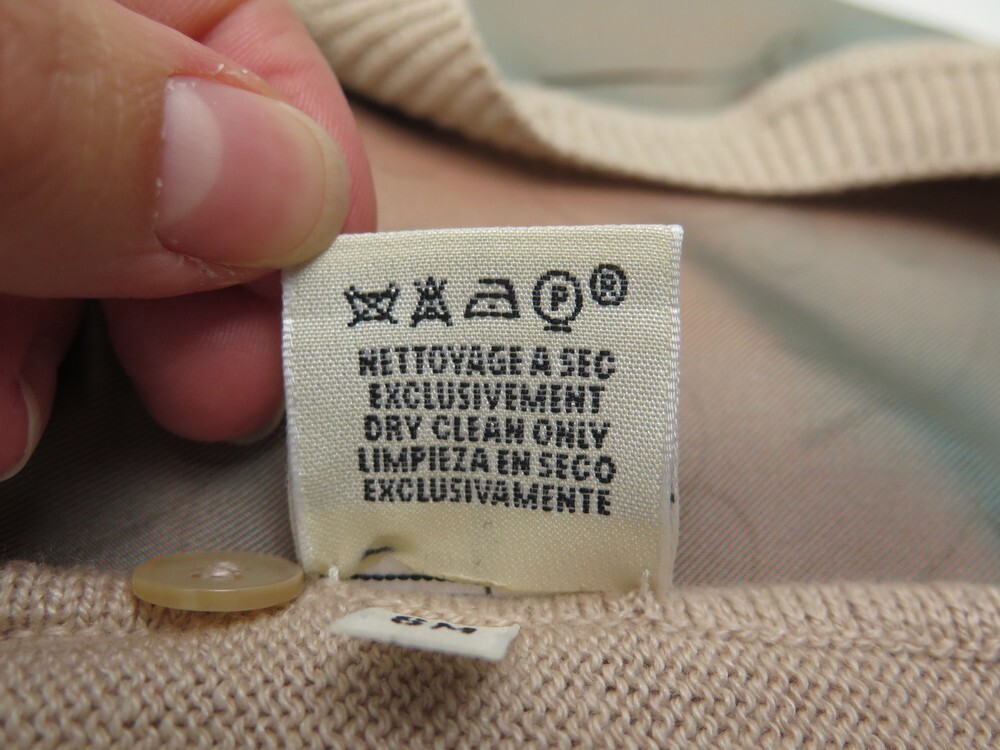 P ®
NETTOYAGE A SEC
EXCLUSIVEMENT
DRY CLEAN ONLY
LIMPIEZA EN SECO
EXCLUSIVAMENTE